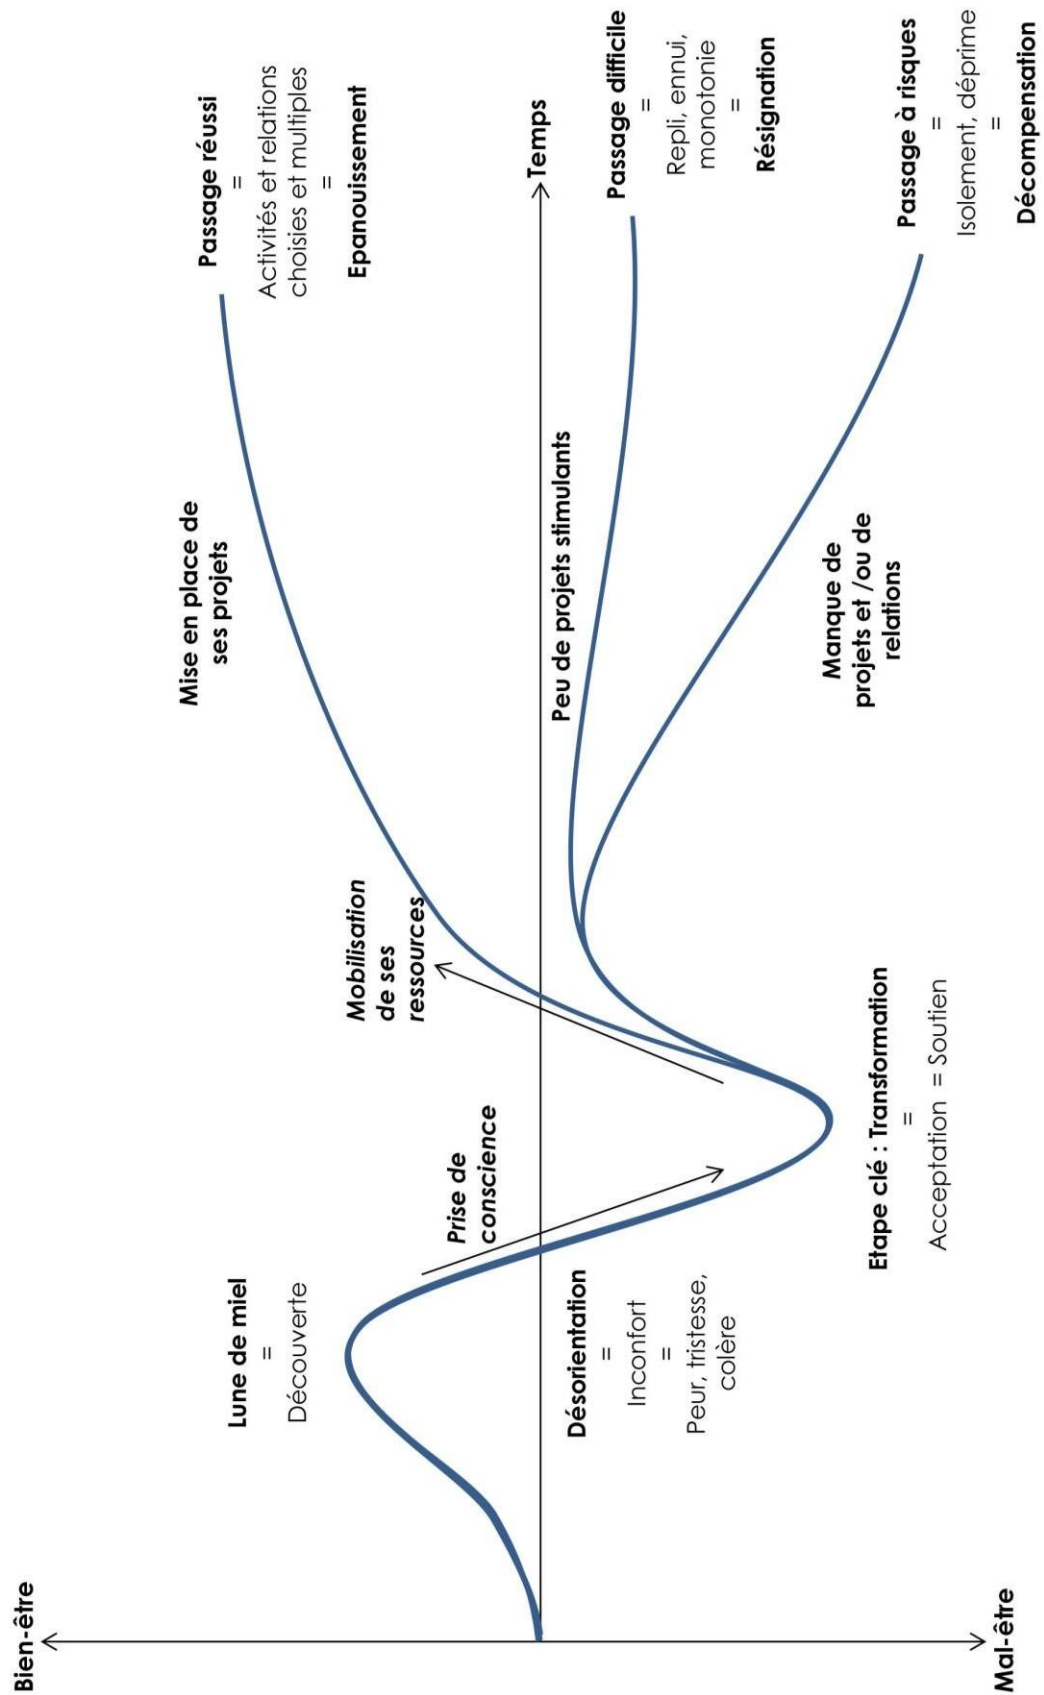 Bien-être
Passage réussi
=
Activités et relations
choisies et multiples
=
Epanouissement
Mise en place de
ses projets
Mobilisation
de ses
ressources
Lune de miel
=
Découverte
Prise de
conscience
Temps
Peu de projets stimulants
Passage difficile
=
Repli, ennui,
monotonie
=
Résignation
Désorientation
=
Inconfort
=
Peur, tristesse,
colère
Manque de
projets et /ou de
relations
Etape clé : Transformation
=
Acceptation = Soutien
Passage à risques
=
Isolement, déprime
=
Décompensation
Mal-être